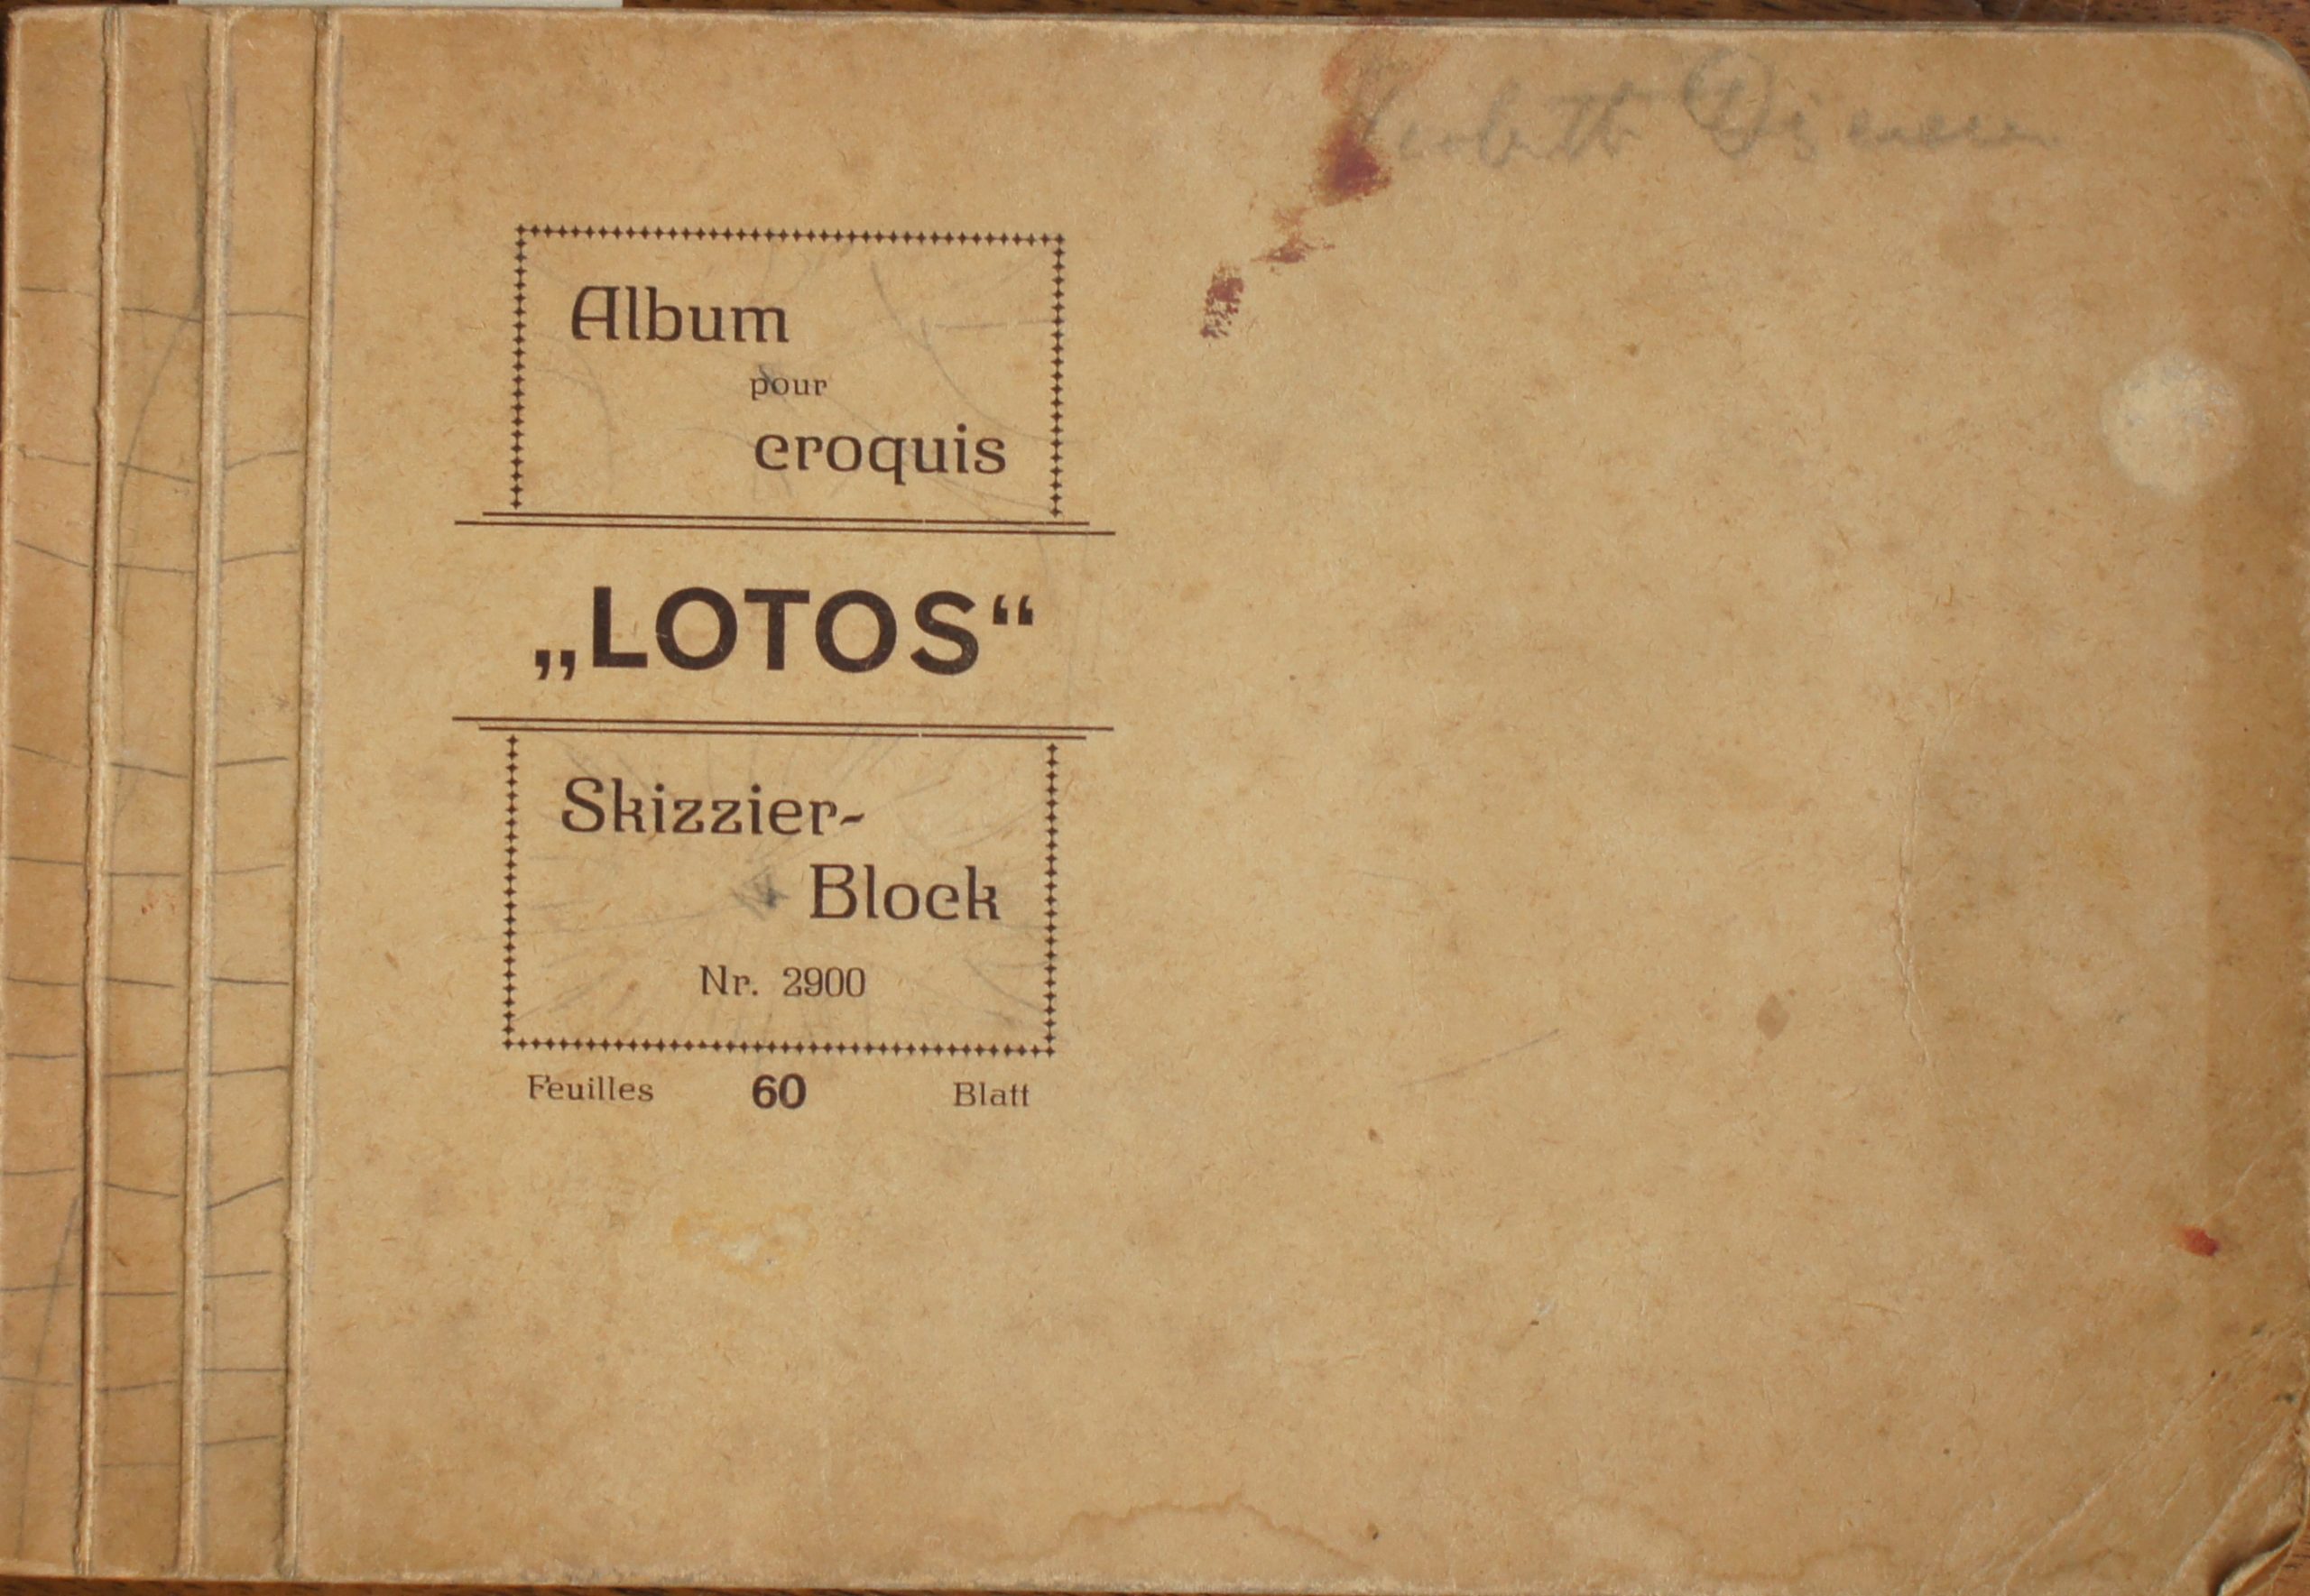 Album
pour
croquis
„LOTOS“
Skizzier-
Block
Nr. 2900
Feuilles 60 Blatt